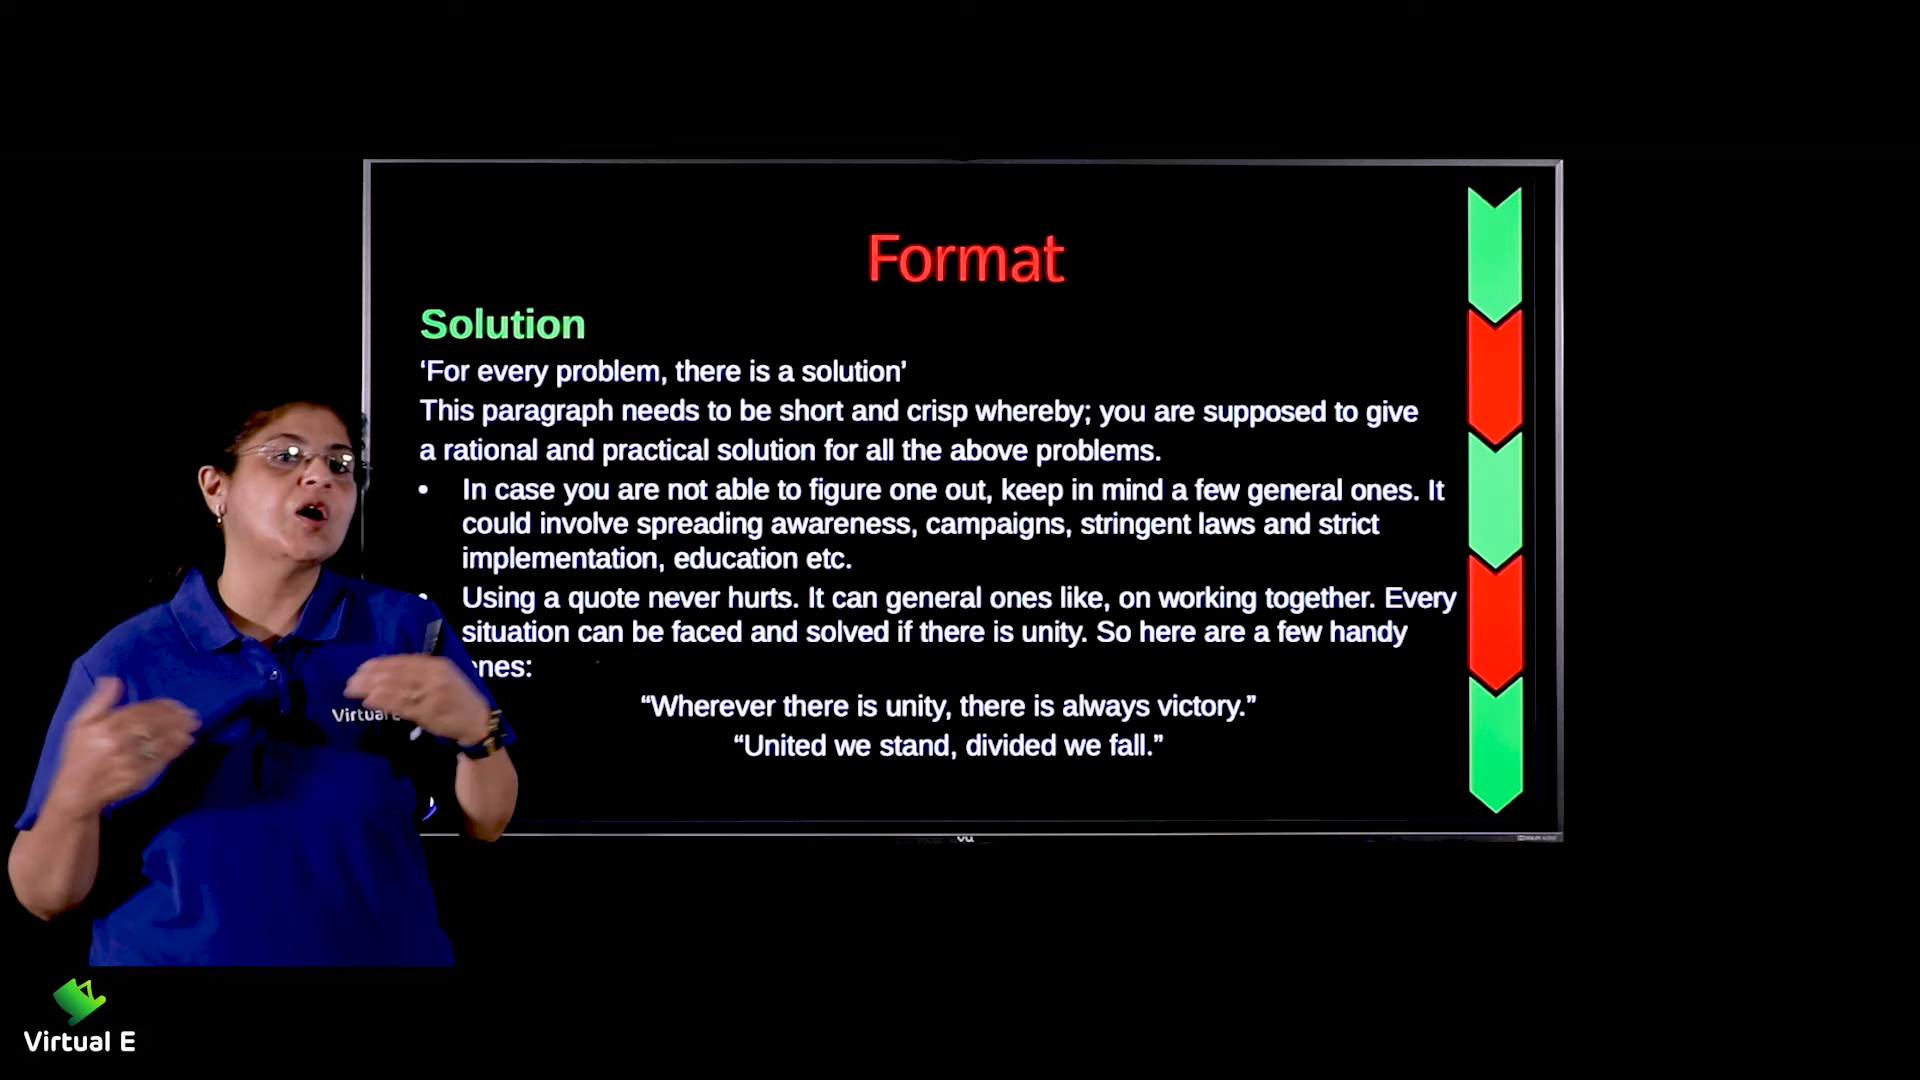 Format
Solution
‘For every problem, there is a solution’
This paragraph needs to be short and crisp whereby; you are supposed to give
a rational and practical solution for all the above problems.
• In case you are not able to figure one out, keep in mind a few general ones. It
could involve spreading awareness, campaigns, stringent laws and strict
implementation, education etc.
• Using a quote never hurts. It can general ones like, on working together. Every
situation can be faced and solved if there is unity. So here are a few handy
“Wherever there is unity, there is always victory.”
“United we stand, divided we fall.”
Virtual E
Virtual E